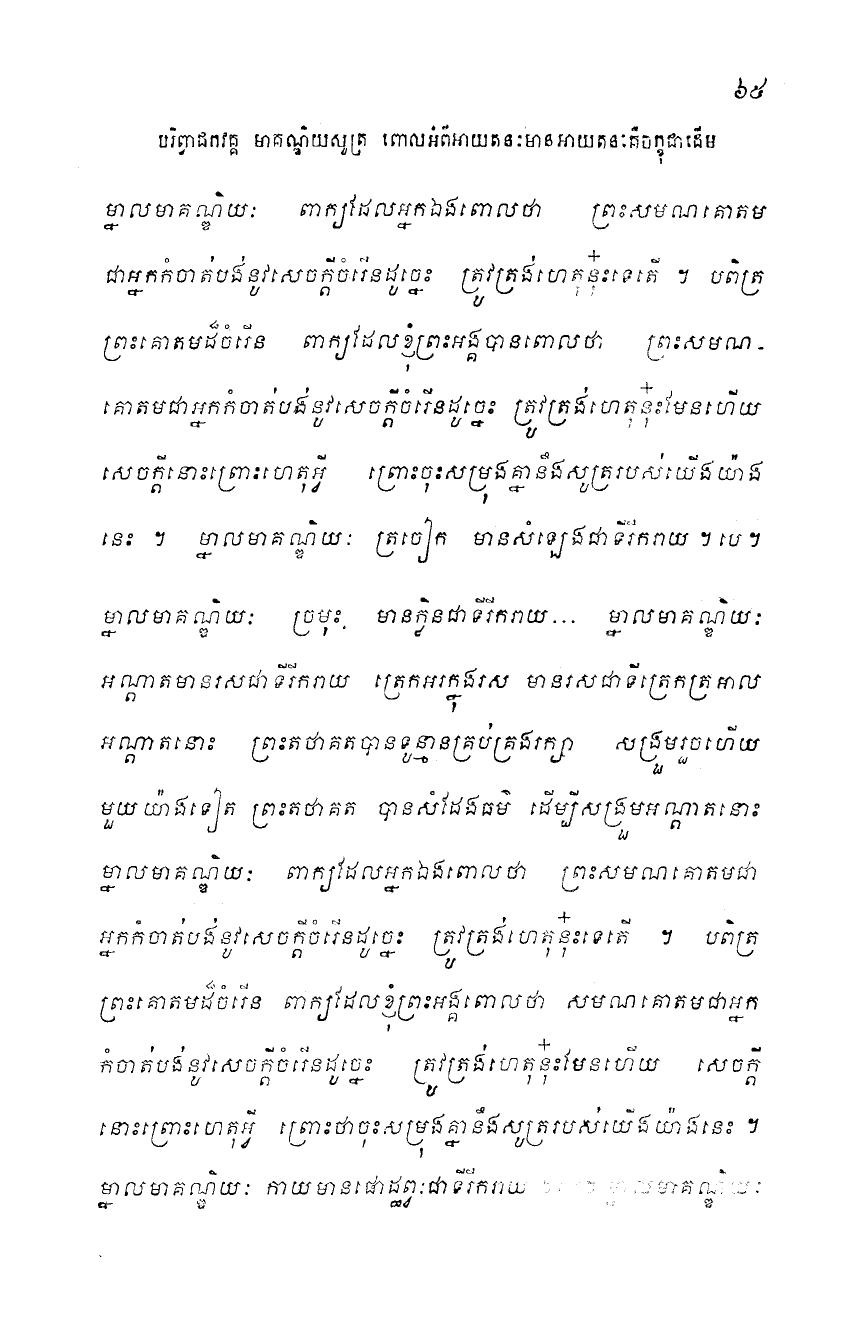 ៦៥
បរិព្វាជកវគ្គ មាគណ្ឌិយសូត្រ ពោលអំពីអាយតនៈមានអាយតនៈគឺចក្ខុជាដើម
ម្នាលមាគណ្ឌិយៈ ពាក្យដែលអ្នកឯងពោលថា ព្រះសមណគោតម
ជាអ្នកកំចាត់បង់នូវសេចក្តីចំរើនដូច្នេះ ត្រូវត្រង់ហេតុនុ៎ះទេតើ ។ បពិត្រ
ព្រះគោតមដ៏ចំរើន ពាក្យដែលខ្ញុំព្រះអង្គបានពោលថា ព្រះសមណ-
គោតមជាអ្នកកំចាត់បង់នូវសេចក្តីចំរើនដូច្នេះ ត្រូវត្រង់ហេតុនុ៎ះមែនហើយ
សេចក្តីនោះព្រោះហេតុអ្វី ព្រោះចុះសម្រុងគ្នានឹងសូត្ររបស់យើងយ៉ាង
នេះ ។ ម្នាលមាគណ្ឌិយៈ ត្រចៀក មានសំឡេងជាទីរីករាយ ។ បេ ។
ម្នាលមាគណ្ឌិយៈ ច្រមុះ មានក្លិនជាទីរីករាយ... ម្នាលមាគណ្ឌិយៈ
អណ្តាតមានរសជាទីរីករាយ ត្រេកអរក្នុងរស មានរសជាទីត្រេកត្រអាល
អណ្តាតនោះ ព្រះតថាគតបានទូន្មានគ្រប់គ្រងរក្សា សង្រួមរួចហើយ
មួយយ៉ាងទៀត ព្រះតថាគត បានសំដែងធម៌ ដើម្បីសង្រួមអណ្តាតនោះ
ម្នាលមាគណ្ឌិយៈ ពាក្យដែលអ្នកឯងពោលថា ព្រះសមណគោតមជា
អ្នកកំចាត់បង់នូវសេចក្តីចំរើនដូច្នេះ ត្រូវត្រង់ហេតុនុ៎ះទេតើ ។ បពិត្រ
ព្រះគោតមដ៏ចំរើន ពាក្យដែលខ្ញុំព្រះអង្គពោលថា សមណគោតមជាអ្នក
កំចាត់បង់នូវសេចក្តីចំរើនដូច្នេះ ត្រូវត្រង់ហេតុនុ៎ះមែនហើយ សេចក្តី
នោះព្រោះហេតុអ្វី ព្រោះថាចុះសម្រុងគ្នានឹងសូត្ររបស់យើងយ៉ាងនេះ ។
ម្នាលមាគណ្ឌិយៈ កាយមានផោដ្ឋព្វៈជាទីរីករាយ ម្នាលមាគណ្ឌិយៈ